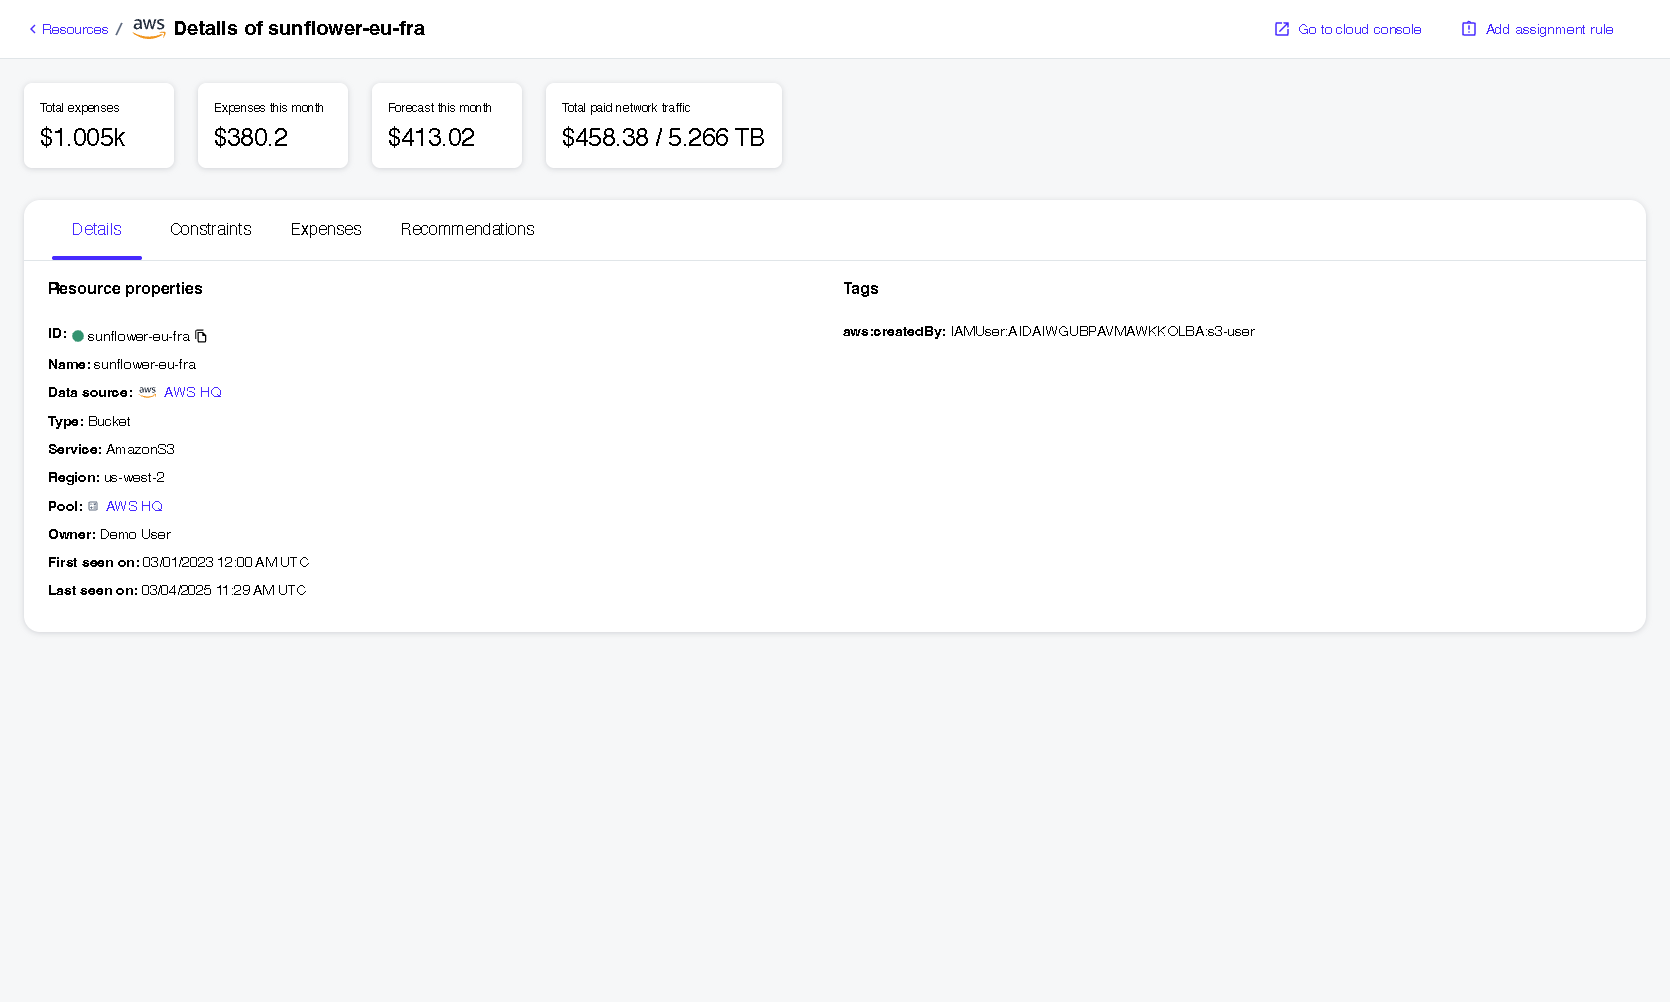 Resources / aws Details of sunflower-eu-fra
Go to cloud console
Add assignment rule
Total expenses
$1.005k
Expenses this month
$380.2
Forecast this month
$413.02
Total paid network traffic
$458.38 / 5.266 TB
Details
Constraints
Expenses
Recommendations
Resource properties
ID: sunflower-eu-fra
Name: sunflower-eu-fra
Data source: aws AWS HQ
Type: Bucket
Service: AmazonS3
Region: us-west-2
Pool: AWS HQ
Owner: Demo User
First seen on: 03/01/2023 12:00 AM UTC
Last seen on: 03/04/2025 11:29 AM UTC
Tags
aws:createdBy: IAMUser:AIDAIWGUBPAVMAWKKOLBA:s3-user